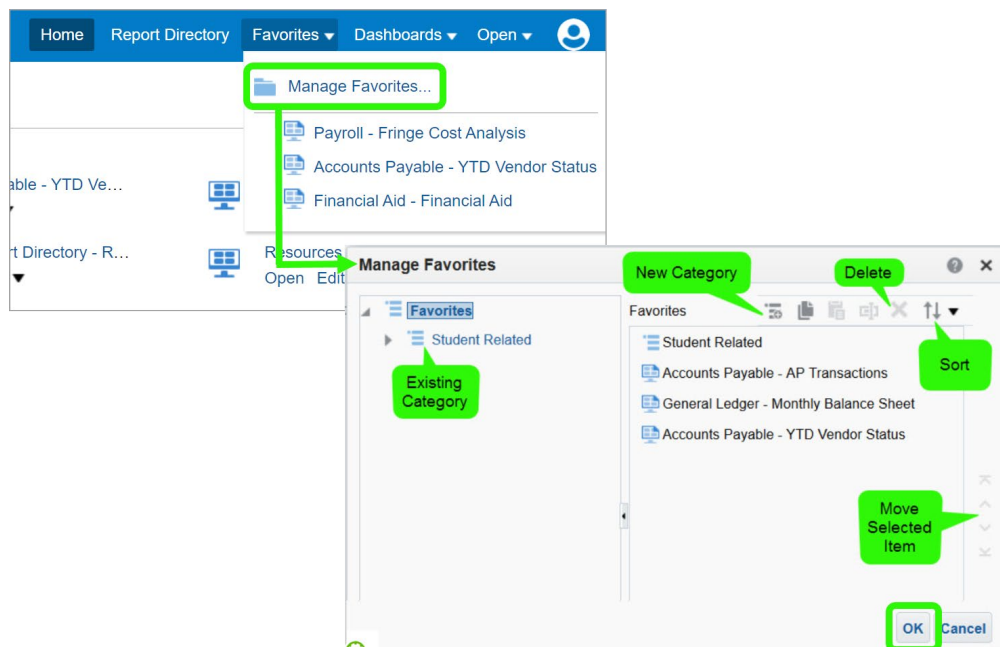 Home Report Directory Favorites Dashboards Open
Manage Favorites...
Payroll - Fringe Cost Analysis
Accounts Payable - YTD Vendor Status
Financial Aid - Financial Aid
able - YTD Ve...
rt Directory - R...
Resources
Open Edit
Manage Favorites
New Category
Delete
Favorites
Student Related
Existing
Category
Favorites
Sort
Student Related
Accounts Payable - AP Transactions
General Ledger - Monthly Balance Sheet
Accounts Payable - YTD Vendor Status
Move
Selected
Item
OK Cancel